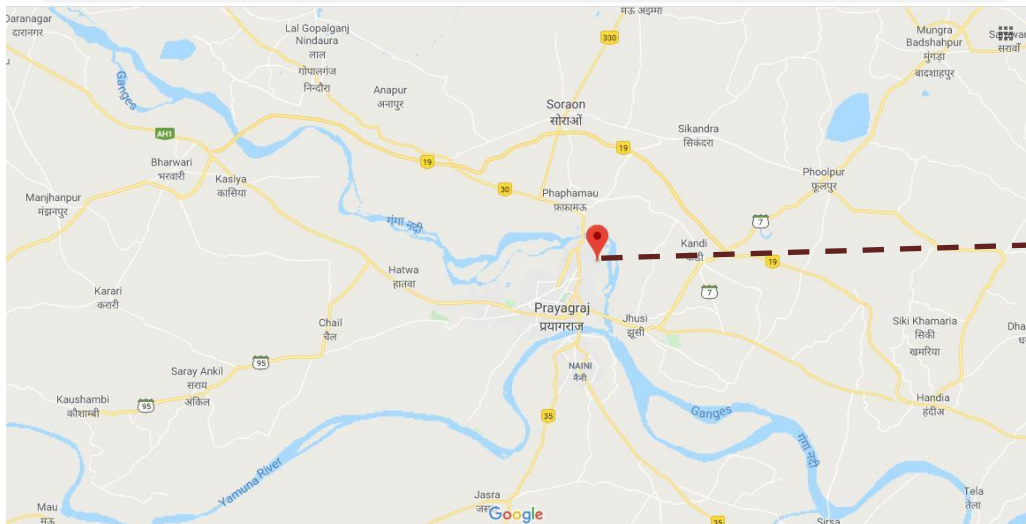 Daranagar
दारानगर
Lal Gopalganj
Nindaura
लाल
गोपालगंज
निन्दौरा
मऊ अइम्मा
330
Mungra
Badshahpur
मुंगड़ा
बादशाहपुर
सरावाँ
Ganges
Anapur
अनापुर
Soraon
सोराओं
Sikandra
सिकंदरा
AH1
19
19
Bharwari
भरवारी
Kasiya
कासिया
30
Phaphamau
फ़ाफामऊ
Phoolpur
फूलपुर
Manjhanpur
मंझनपुर
गंगा नदी
7
Kandi
19
Hatwa
हातवा
Karari
करारी
7
Prayagraj
प्रयागराज
Jhusi
झूसी
Chail
चैल
Siki Khamaria
सिकी
खमरिया
95
Saray Ankil
सराय
अंकिल
NAINI
नैनी
Kaushambi
कौशाम्बी
95
Handia
हंदीअ
35
Ganges
गंगा नदी
Yamuna River
Jasra
Google
Tela
तेला
Mau
मऊ
35
Sirsa